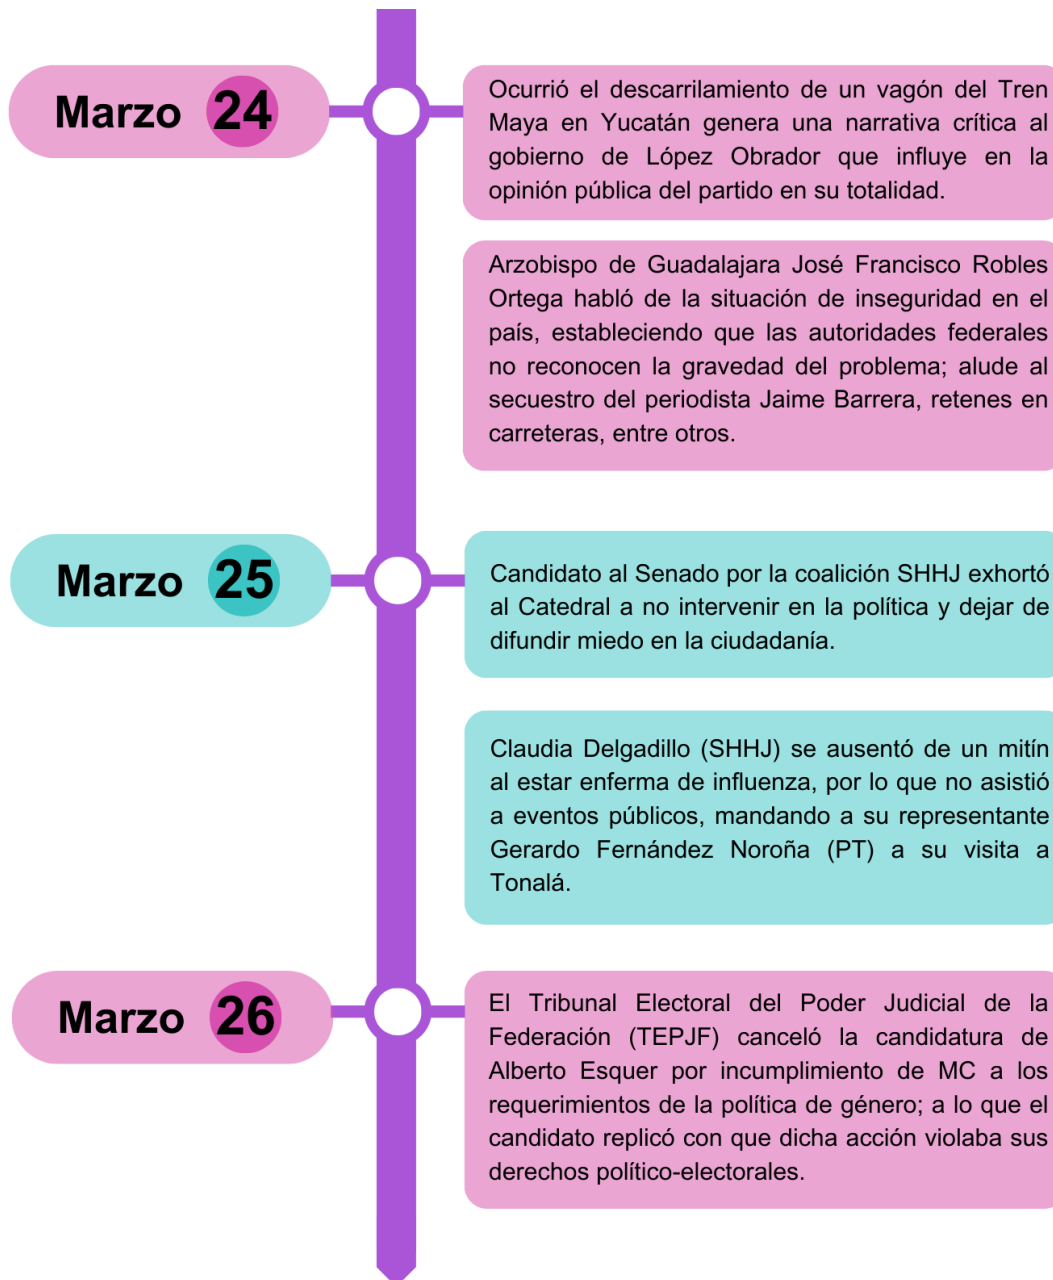 Marzo 24
Ocurrió el descarrilamiento de un vagón del Tren
Maya en Yucatán genera una narrativa crítica al
gobierno de López Obrador que influye en la
opinión pública del partido en su totalidad.
Arzobispo de Guadalajara José Francisco Robles
Ortega habló de la situación de inseguridad en el
país, estableciendo que las autoridades federales
no reconocen la gravedad del problema; alude al
secuestro del periodista Jaime Barrera, retenes en
carreteras, entre otros.
Marzo 25
Candidato al Senado por la coalición SHHJ exhortó
al Catedral a no intervenir en la política y dejar de
difundir miedo en la ciudadanía.
Claudia Delgadillo (SHHJ) se ausentó de un mitín
al estar enferma de influenza, por lo que no asistió
a eventos públicos, mandando a su representante
Gerardo Fernández Noroña (PT) a su visita a
Tonalá.
Marzo 26
El Tribunal Electoral del Poder Judicial de la
Federación (TEPJF) canceló la candidatura de
Alberto Esquer por incumplimiento de MC a los
requerimientos de la política de género; a lo que el
candidato replicó con que dicha acción violaba sus
derechos político-electorales.